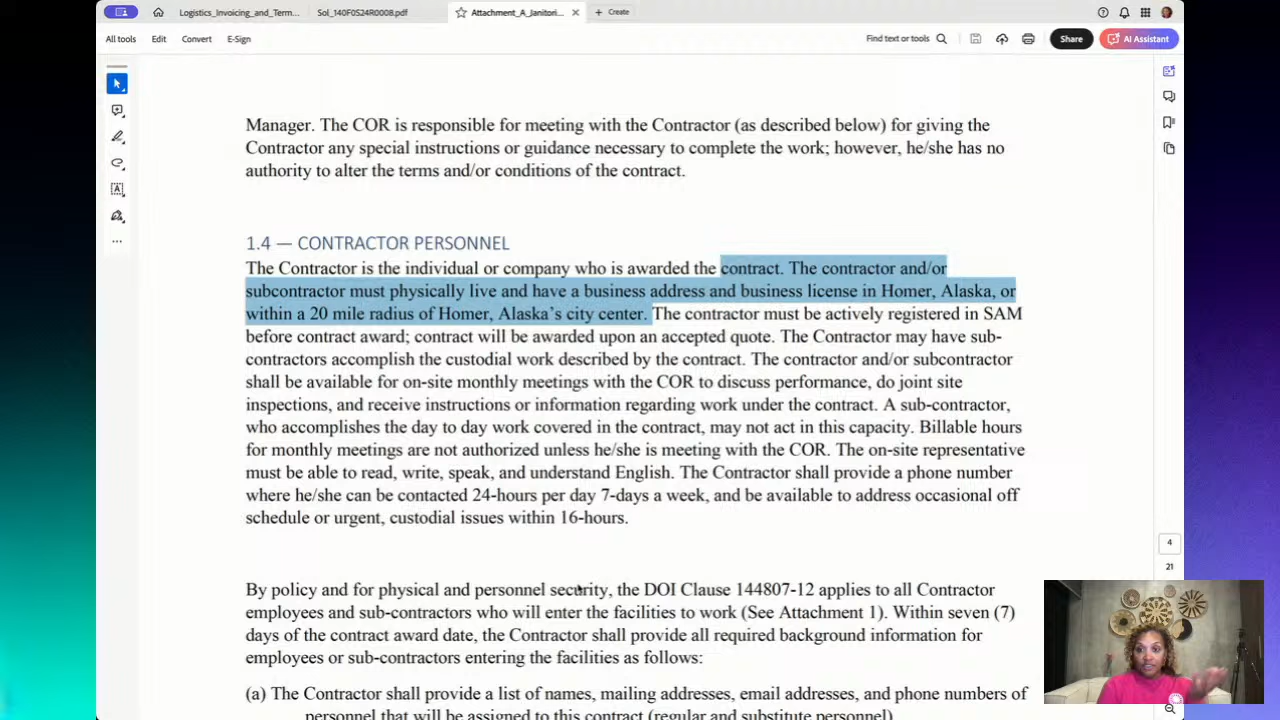 Logistics_Invoicing_and_Term...
Sol_140F0S24R0008.pdf
Attachment_A_Janitori...
Create
All tools
Edit
Convert
E-Sign
Find text or tools
Share
AI Assistant
Manager. The COR is responsible for meeting with the Contractor (as described below) for giving the
Contractor any special instructions or guidance necessary to complete the work; however, he/she has no
authority to alter the terms and/or conditions of the contract.
1.4 — CONTRACTOR PERSONNEL
The Contractor is the individual or company who is awarded the contract. The contractor and/or
subcontractor must physically live and have a business address and business license in Homer, Alaska, or
within a 20 mile radius of Homer, Alaska's city center. The contractor must be actively registered in SAM
before contract award; contract will be awarded upon an accepted quote. The Contractor may have sub-
contractors accomplish the custodial work described by the contract. The contractor and/or subcontractor
shall be available for on-site monthly meetings with the COR to discuss performance, do joint site
inspections, and receive instructions or information regarding work under the contract. A sub-contractor,
who accomplishes the day to day work covered in the contract, may not act in this capacity. Billable hours
for monthly meetings are not authorized unless he/she is meeting with the COR. The on-site representative
must be able to read, write, speak, and understand English. The Contractor shall provide a phone number
where he/she can be contacted 24-hours per day 7-days a week, and be available to address occasional off
schedule or urgent, custodial issues within 16-hours.
4
21
By policy and for physical and personnel security, the DOI Clause 144807-12 applies to all Contractor
employees and sub-contractors who will enter the facilities to work (See Attachment 1). Within seven (7)
days of the contract award date, the Contractor shall provide all required background information for
employees or sub-contractors entering the facilities as follows:
(a) The Contractor shall provide a list of names, mailing addresses, email addresses, and phone numbers of
personnel that will be assigned to this contract (regular and substitute personnel)